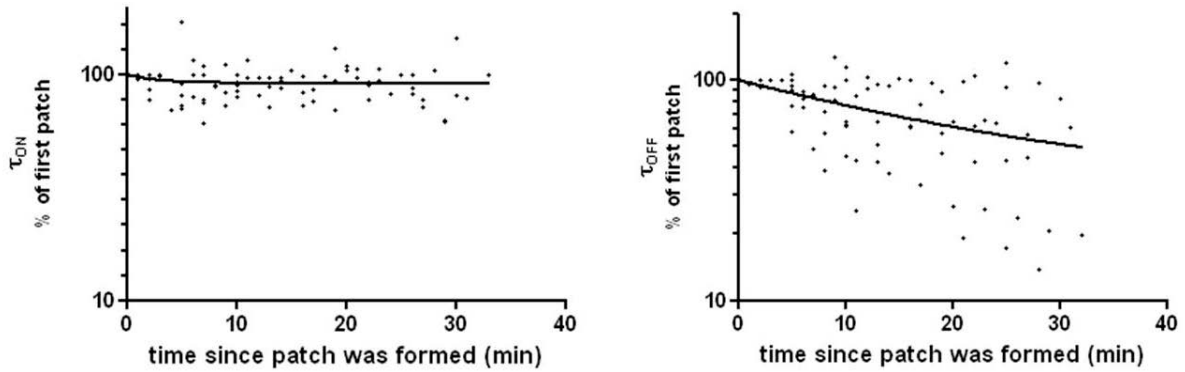 τON
% of first patch
100
10
0 10 20 30 40
time since patch was formed (min)
τOFF
% of first patch
100
10
0 10 20 30 40
time since patch was formed (min)